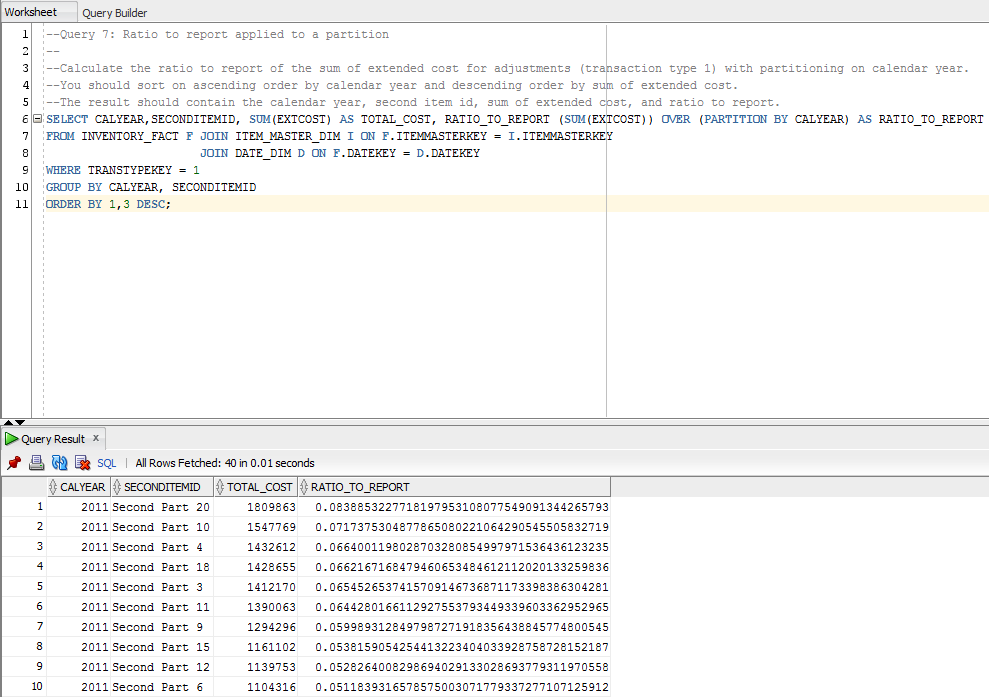 Worksheet Query Builder
1 --Query 7: Ratio to report applied to a partition
2 --
3 --Calculate the ratio to report of the sum of extended cost for adjustments (transaction type 1) with partitioning on calendar year.
4 --You should sort on ascending order by calendar year and descending order by sum of extended cost.
5 --The result should contain the calendar year, second item id, sum of extended cost, and ratio to report.
6 SELECT CALYEAR,SECONDITEMID, SUM(EXTCOST) AS TOTAL_COST, RATIO_TO_REPORT (SUM(EXTCOST)) OVER (PARTITION BY CALYEAR) AS RATIO_TO_REPORT
7 FROM INVENTORY_FACT F JOIN ITEM_MASTER_DIM I ON F.ITEMMASTERKEY = I.ITEMMASTERKEY
8 JOIN DATE_DIM D ON F.DATEKEY = D.DATEKEY
9 WHERE TRANSTYPEKEY = 1
10 GROUP BY CALYEAR, SECONDITEMID
11 ORDER BY 1,3 DESC;
Query Result x
SQL | All Rows Fetched: 40 in 0.01 seconds
CALYEAR SECONDITEMID TOTAL_COST RATIO_TO_REPORT
1 2011 Second Part 20 1809863 0.0838853227718197953108077549091344265793
2 2011 Second Part 10 1547769 0.0717375304877865080221064290545505832719
3 2011 Second Part 4 1432612 0.0664001198028703280854997971536436123235
4 2011 Second Part 18 1428655 0.0662167168479460653484612112020133259836
5 2011 Second Part 3 1412170 0.0654526537415709146736871173398386304281
6 2011 Second Part 11 1390063 0.0644280166112927553793449339603362952965
7 2011 Second Part 9 1294296 0.0599893128497987271918356438845774800545
8 2011 Second Part 15 1161102 0.0538159054254413223404033928758728152187
9 2011 Second Part 12 1139753 0.0528264008298694029133028693779311970558
10 2011 Second Part 6 1104316 0.0511839316578575003071779337277107125912